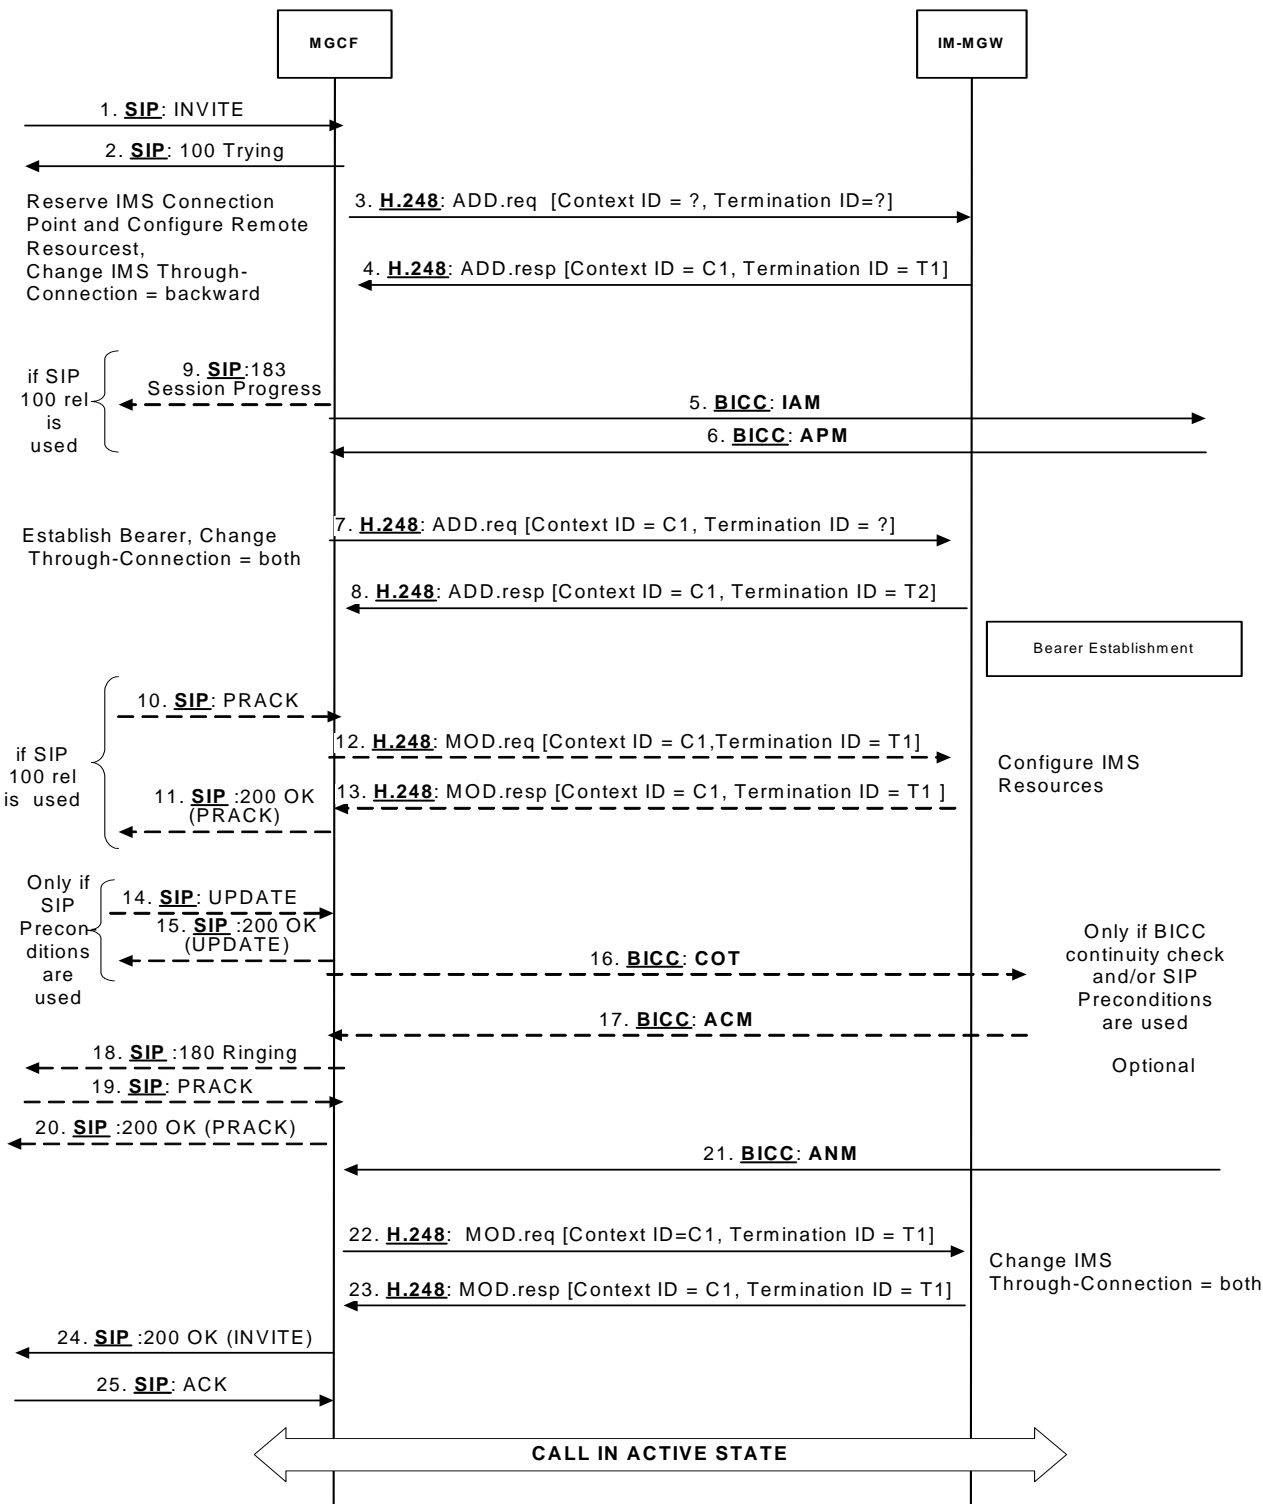 MGCF
IM-MGW
1. SIP: INVITE
2. SIP: 100 Trying
Reserve IMS Connection
Point and Configure Remote
Resourcest,
Change IMS Through-
Connection = backward
3. H.248: ADD.req [Context ID = ?, Termination ID=?]
4. H.248: ADD.resp [Context ID = C1, Termination ID = T1]
if SIP
100 rel
is
used
9. SIP:183
Session Progress
5. BICC: IAM
6. BICC: APM
Establish Bearer, Change
Through-Connection = both
7. H.248: ADD.req [Context ID = C1, Termination ID = ?]
8. H.248: ADD.resp [Context ID = C1, Termination ID = T2]
Bearer Establishment
if SIP
100 rel
is used
10. SIP: PRACK
12. H.248: MOD.req [Context ID = C1,Termination ID = T1]
11. SIP :200 OK
(PRACK)
13. H.248: MOD.resp [Context ID = C1, Termination ID = T1 ]
Configure IMS
Resources
Only if
SIP
Precon
ditions
are
used
14. SIP: UPDATE
15. SIP :200 OK
(UPDATE)
16. BICC: COT
Only if BICC
continuity check
and/or SIP
Preconditions
are used
17. BICC: ACM
Optional
18. SIP :180 Ringing
19. SIP: PRACK
20. SIP :200 OK (PRACK)
21. BICC: ANM
22. H.248: MOD.req [Context ID=C1, Termination ID = T1]
23. H.248: MOD.resp [Context ID = C1, Termination ID = T1]
Change IMS
Through-Connection = both
24. SIP :200 OK (INVITE)
25. SIP: ACK
CALL IN ACTIVE STATE